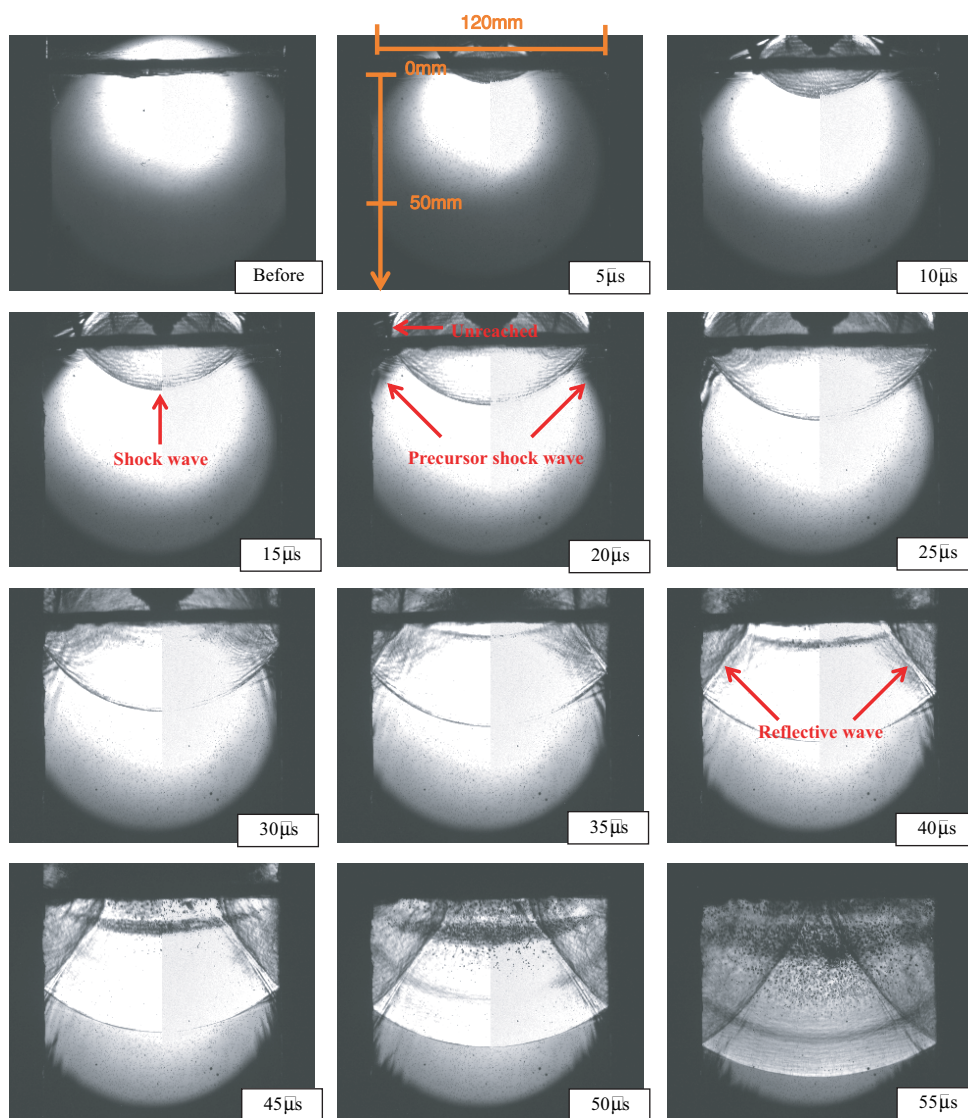 120mm
0mm
50mm
Before
5μs
10μs
Unreached
Shock wave
Precursor shock wave
15μs
20μs
25μs
Reflective wave
30μs
35μs
40μs
45μs
50μs
55μs